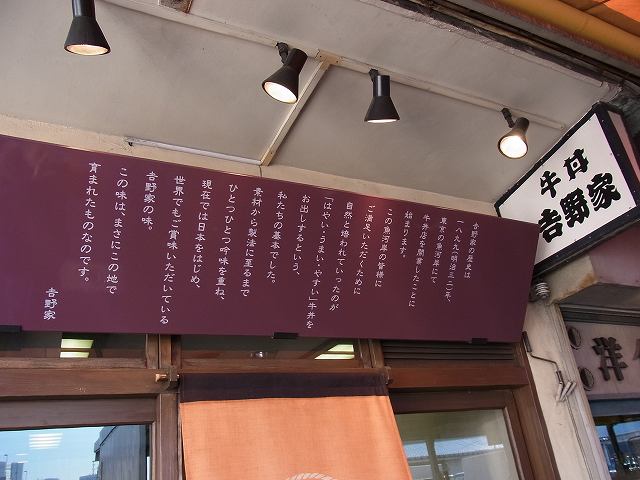 吉野家の歴史は
一八九九(明治三二)年、
東京の魚河岸にて
牛丼店を開業したことに
始まります。
この魚河岸の皆様に
ご満足いただくために
自然と培われていったのが
「はやい・うまい・やすい」牛丼を
お出しするという、
私たちの基本でした。
素材から製法に至るまで
ひとつひとつ吟味を重ね、
現在では日本をはじめ、
世界でもご賞味いただいている
吉野家の味。
この味は、まさにこの地で
育まれたものなのです。
吉野家
牛丼
吉野家
洋